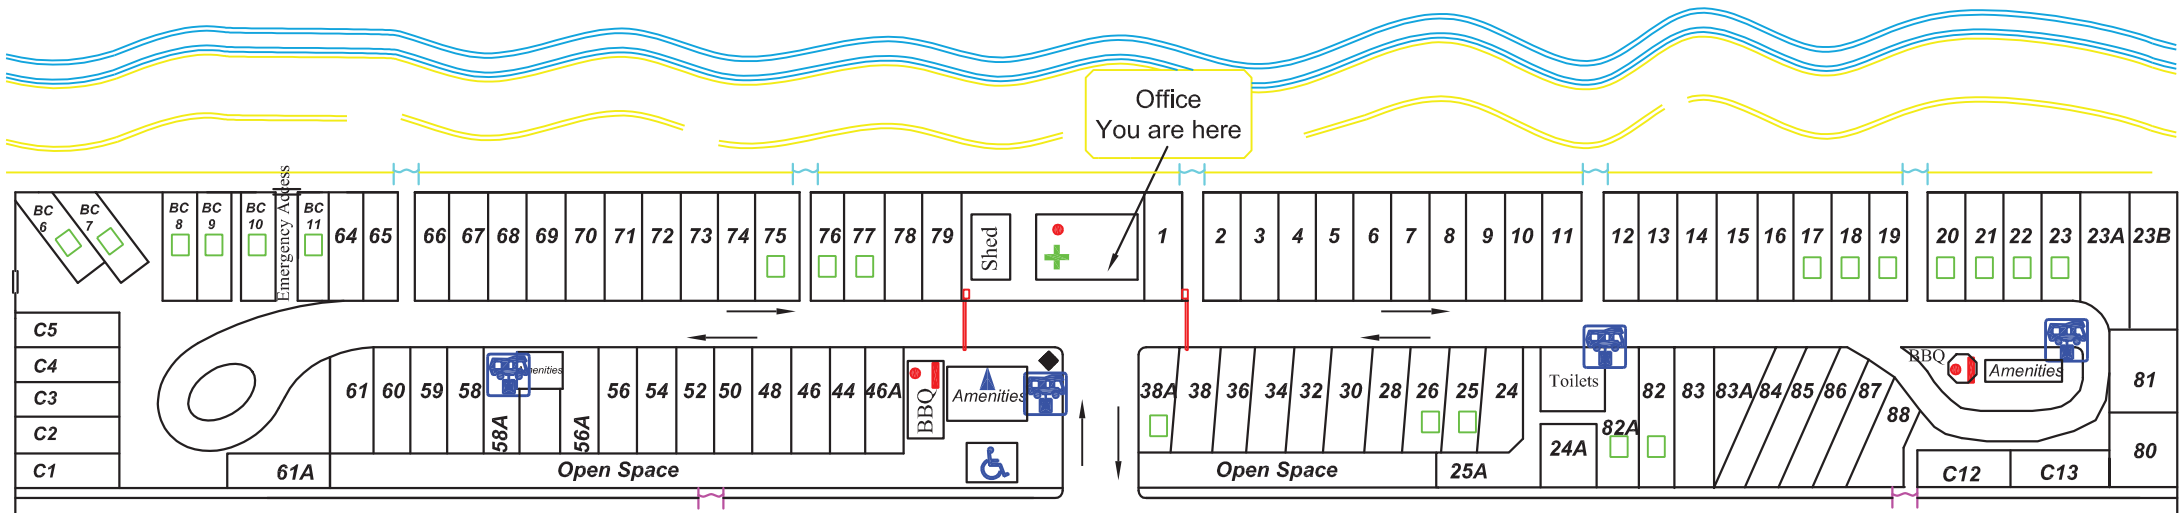 Office
You are here
BC
6
BC
7
BC
8
BC
9
BC
10
Emergency Access
BC
11
64
65
66
67
68
69
70
71
72
73
74
75
76
77
78
79
Shed
1
2
3
4
5
6
7
8
9
10
11
12
13
14
15
16
17
18
19
20
21
22
23
23A
23B
C5
C4
C3
C2
C1
61A
61
60
59
58
58A
Amenities
56A
56
54
52
50
48
46
44
46A
BBQ
Amenities
Open Space
38A
38
36
34
32
30
28
26
25
24
Open Space
25A
Toilets
24A
82A
82
83
83A
84
85
86
87
88
BBQ
Amenities
81
80
C12
C13